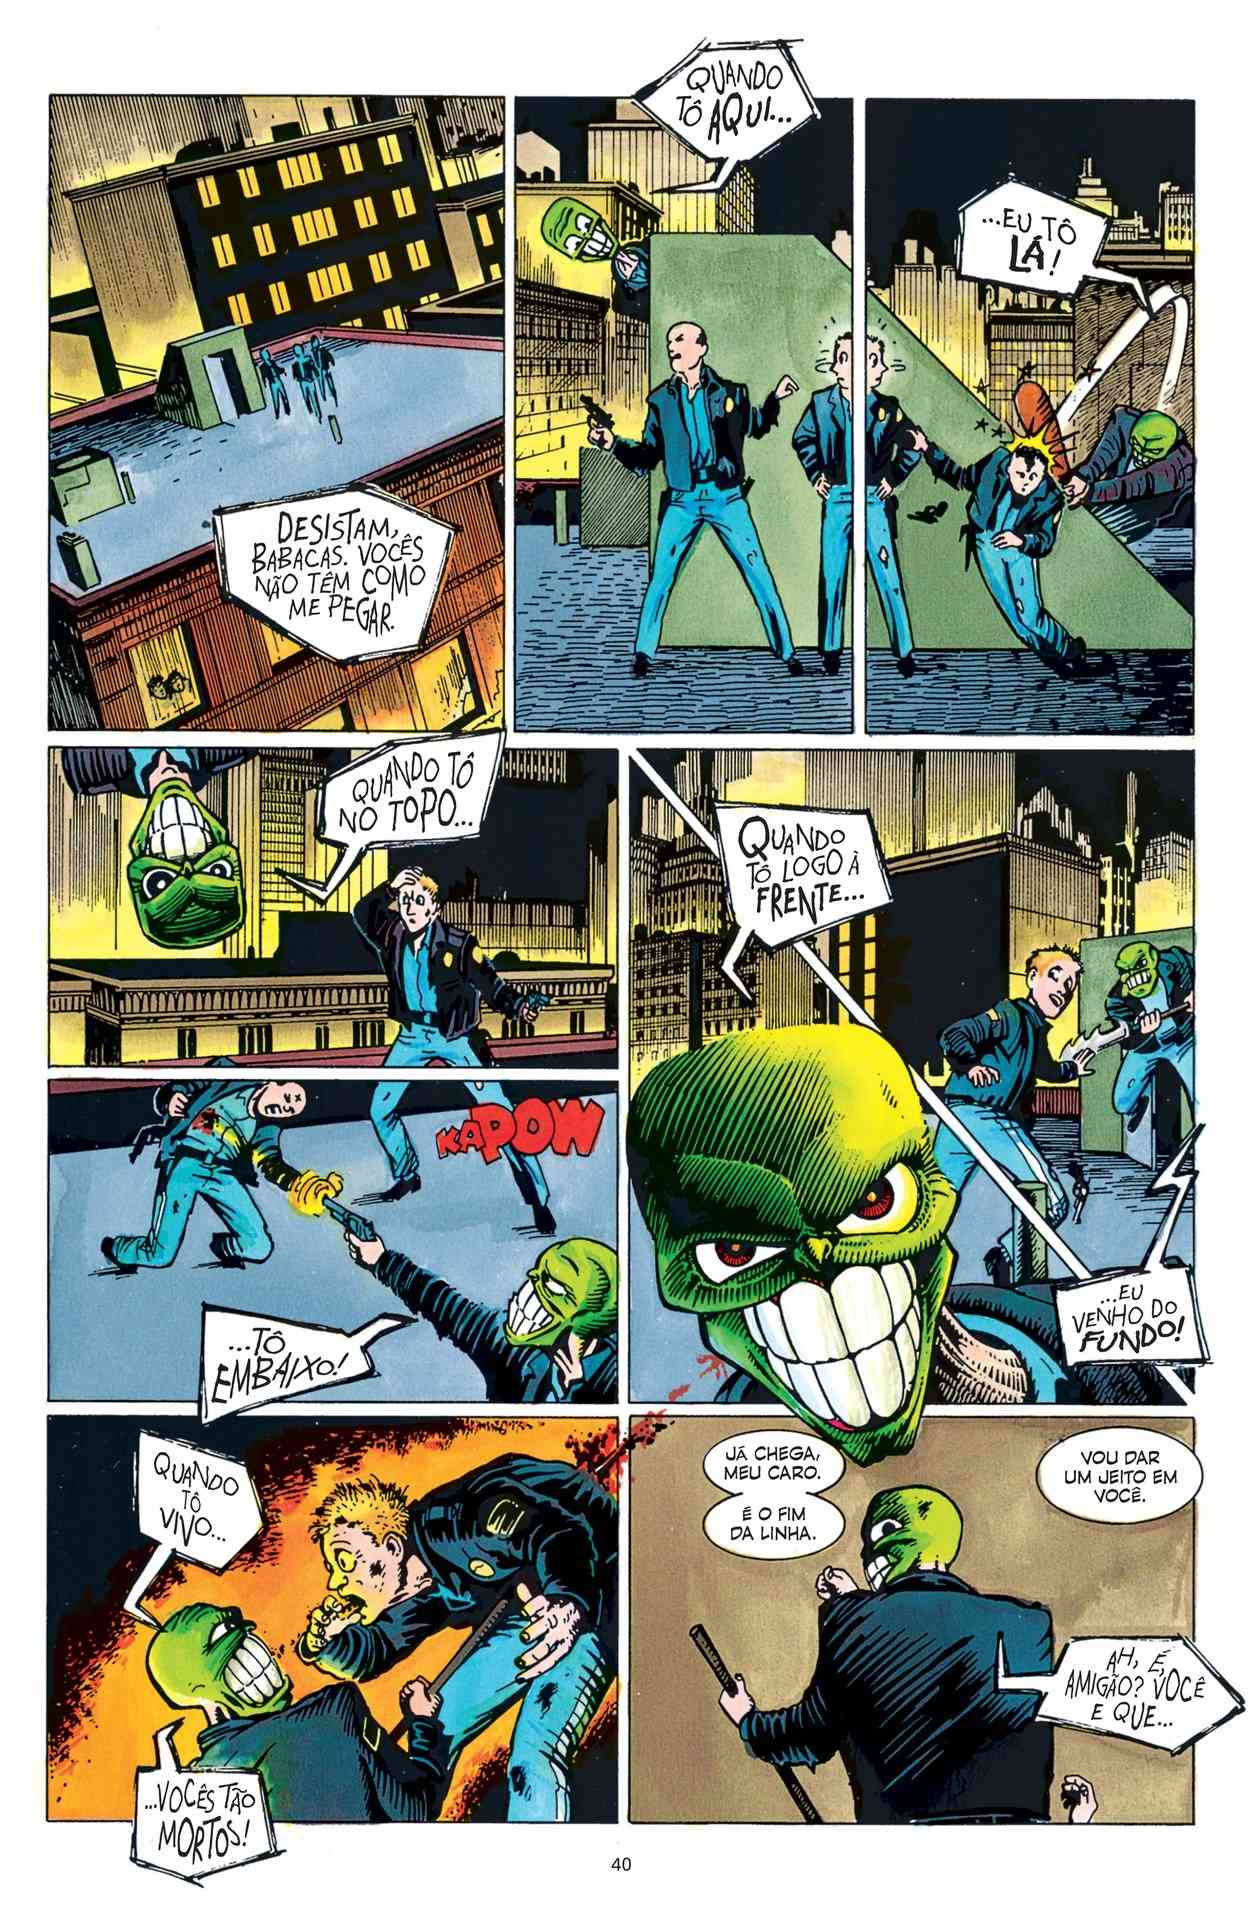 DESISTAM,
BABACAS. VOCÊS
NÃO TÊM COMO
ME PEGAR.
QUANDO
TÔ AQUI...
...EU TÔ
LÁ!
QUANDO TÔ
NO TOPO...
KAPOW
...TÔ
EMBAIXO!
QUANDO
TÔ LOGO À
FRENTE...
...EU
VENHO DO
FUNDO!
QUANDO
TÔ
VIVO...
...VOCÊS TÃO
MORTOS!
JÁ CHEGA,
MEU CARO.
É O FIM
DA LINHA.
VOU DAR
UM JEITO EM
VOCÊ.
AH, É,
AMIGÃO? VOCÊ
E QUE...
40